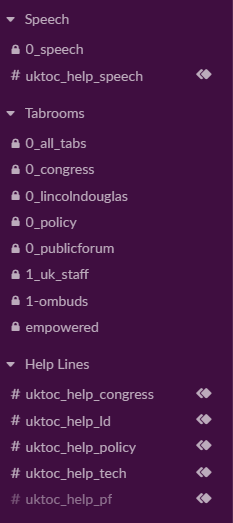 Speech
0_speech
# uktoc_help_speech
Tabrooms
0_all_tabs
0_congress
0_lincolndouglas
0_policy
0_publicforum
1_uk_staff
1-ombuds
empowered
Help Lines
# uktoc_help_congress
# uktoc_help_ld
# uktoc_help_policy
# uktoc_help_tech
# uktoc_help_pf